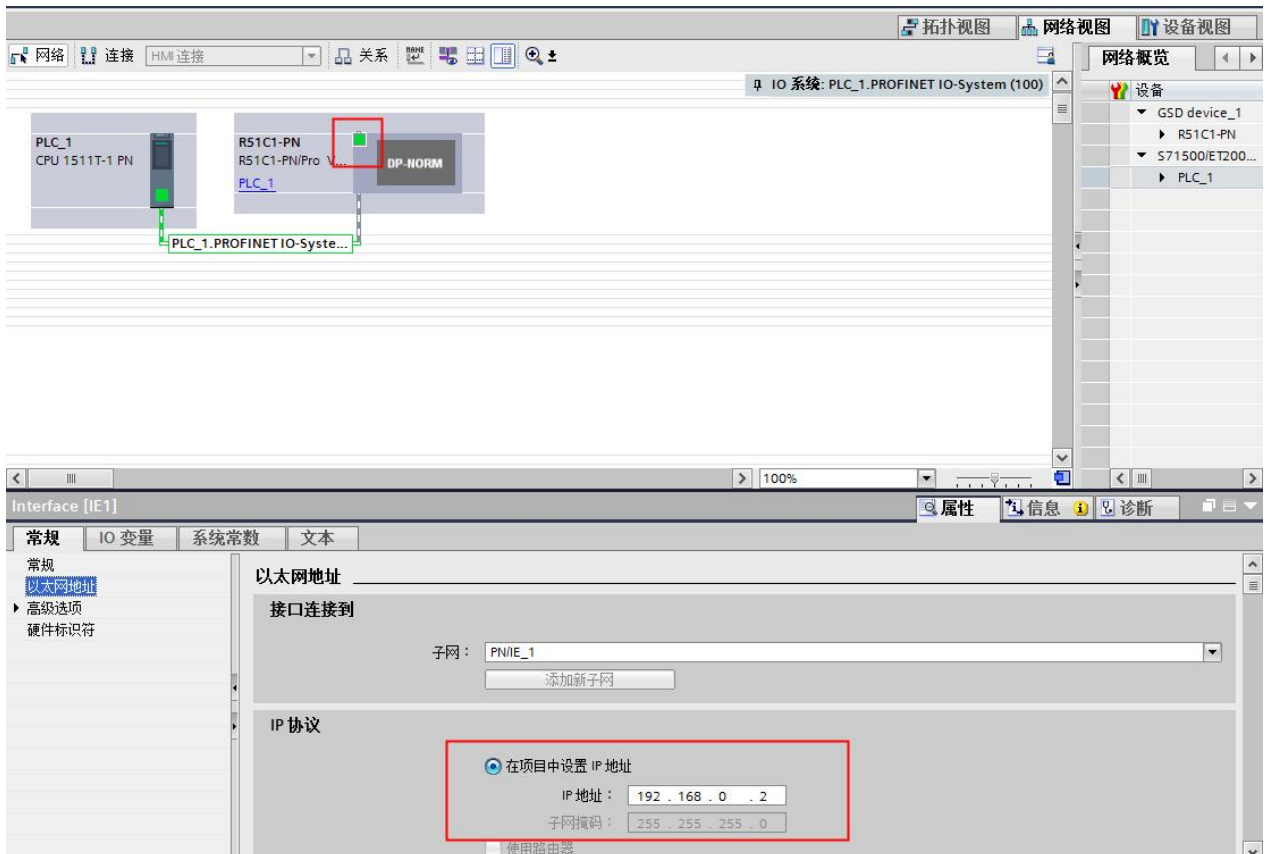 拓扑视图 网络视图 设备视图
网络 连接 HMI 连接 关系 网络概览
IO 系统: PLC_1.PROFINET IO-System (100)
设备
GSD device_1
R51C1-PN
S71500/ET200...
PLC_1
PLC_1
CPU 1511T-1 PN
R51C1-PN
R51C1-PN/Pro V...
DP-NORM
PLC_1
PLC_1.PROFINET IO-Syste...
100%
Interface [IE1] 属性 信息 诊断
常规 IO 变量 系统常数 文本
常规
以太网地址
高级选项
硬件标识符
以太网地址
接口连接到
子网：PN/IE_1
添加新子网
IP 协议
在项目中设置 IP 地址
IP 地址：192 . 168 . 0 . 2
子网掩码：255 . 255 . 255 . 0
使用路由器